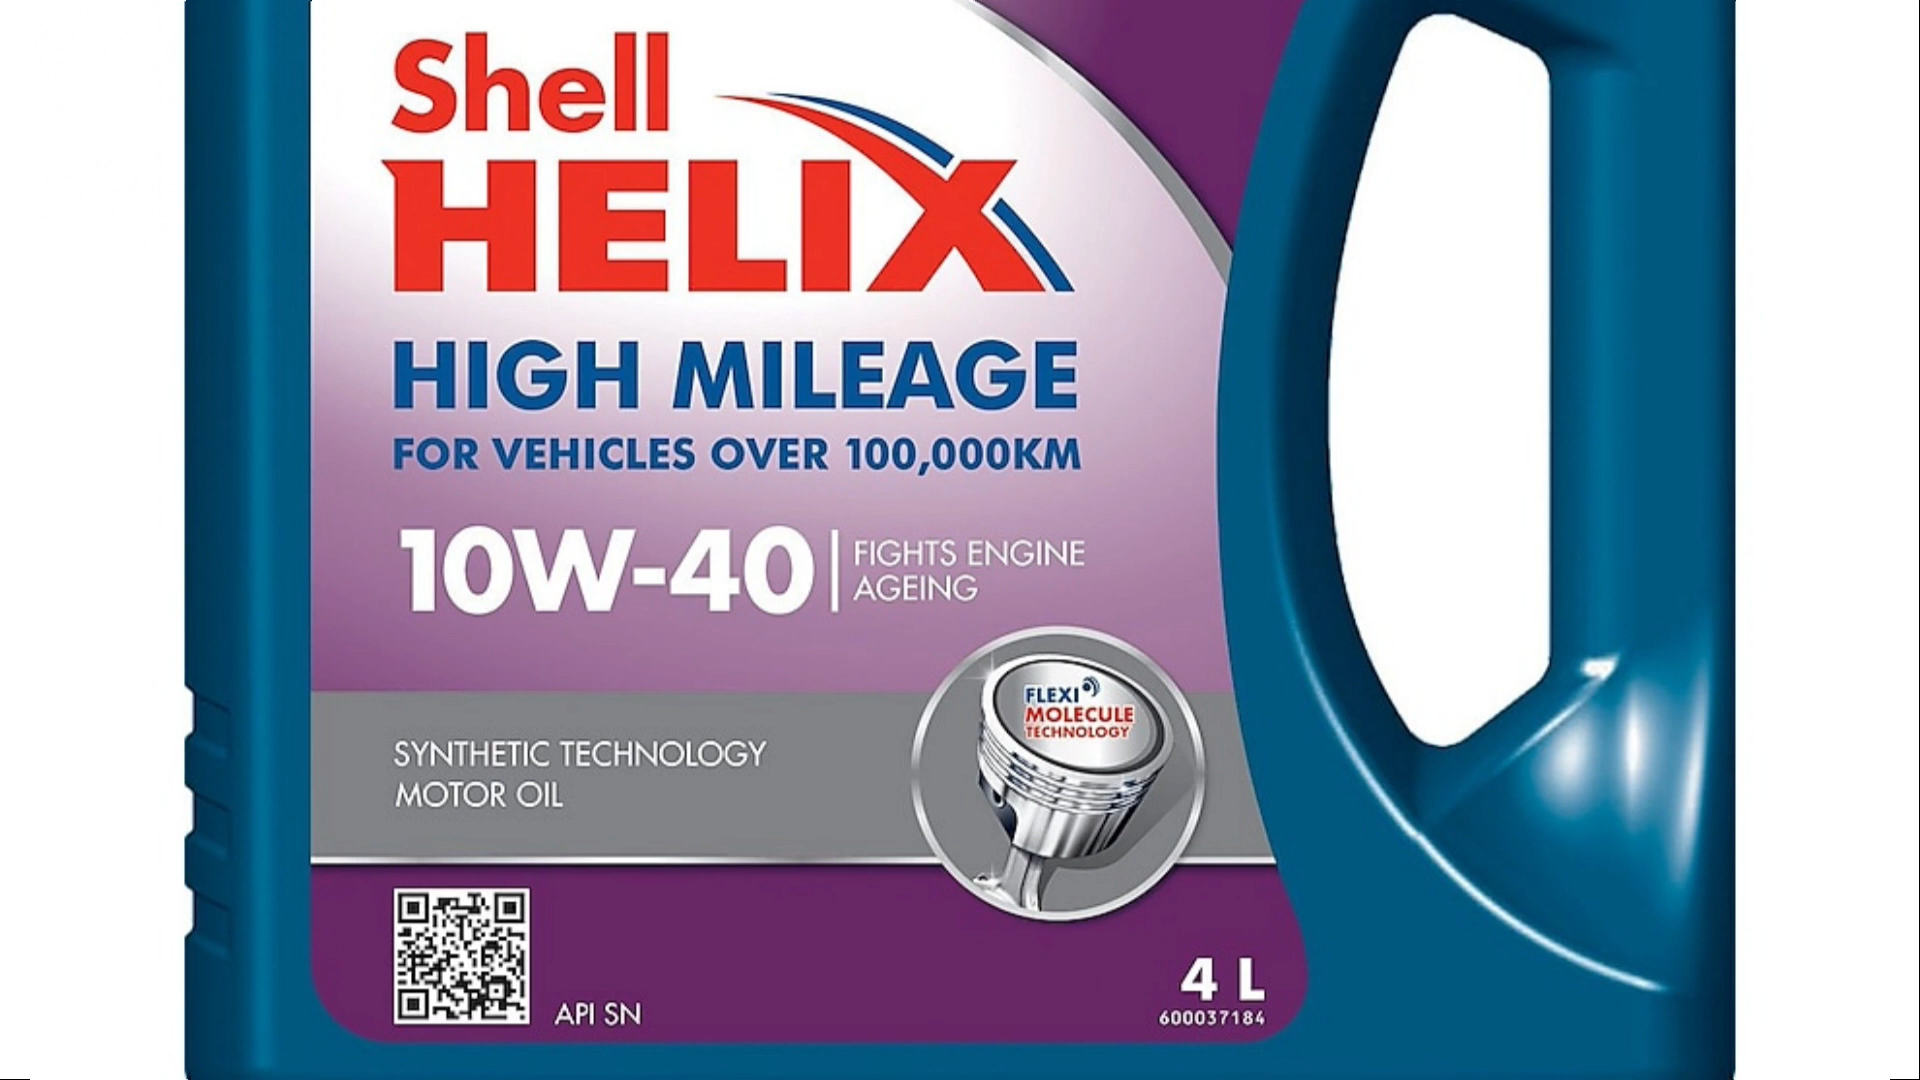 Shell
HELIX
HIGH MILEAGE
FOR VEHICLES OVER 100,000KM
10W-40
FIGHTS ENGINE
AGEING
FLEXI
MOLECULE
TECHNOLOGY
SYNTHETIC TECHNOLOGY
MOTOR OIL
API SN
4 L
600037184